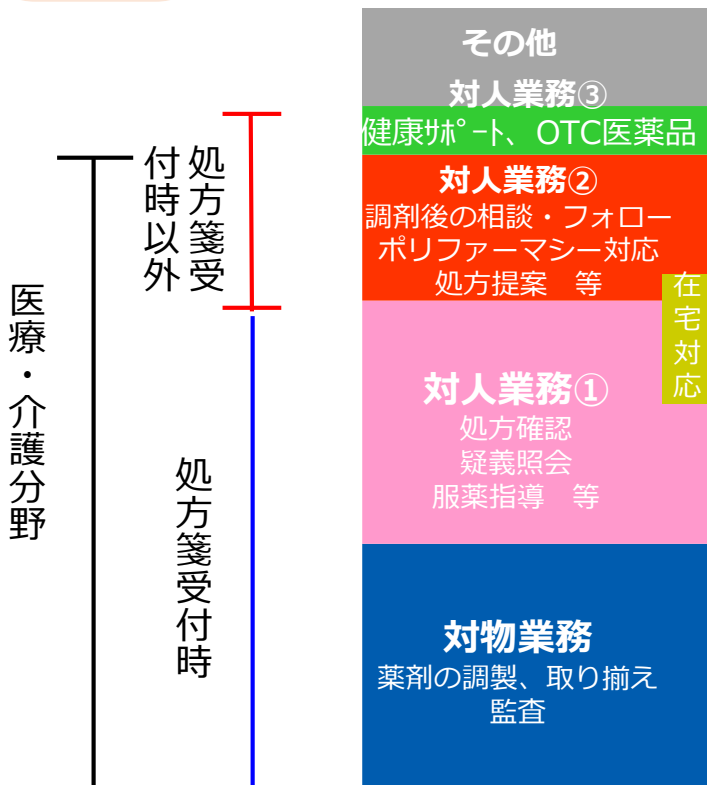 医療・介護分野
処方箋受
付時以外
処方箋受付時
その他
対人業務③
健康ｻﾎﾟｰﾄ、OTC医薬品
対人業務②
調剤後の相談・フォロー
ポリファーマシー対応
処方提案　等
在宅対応
対人業務①
処方確認
疑義照会
服薬指導　等
対物業務
薬剤の調製、取り揃え
監査